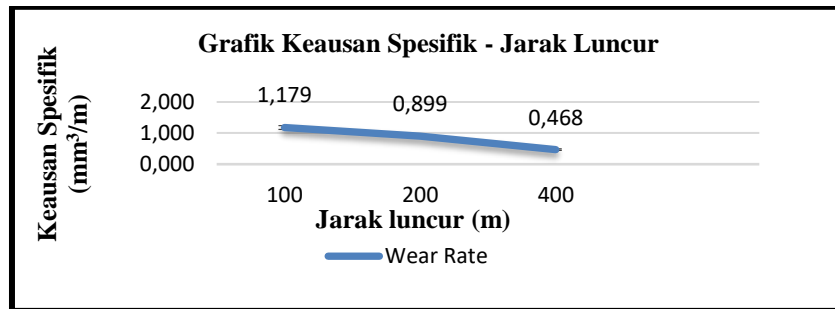 Grafik Keausan Spesifik - Jarak Luncur
Keausan Spesifik
(mm³/m)
2,000
1,000
0,000
1,179
0,899
0,468
100
200
400
Jarak luncur (m)
Wear Rate